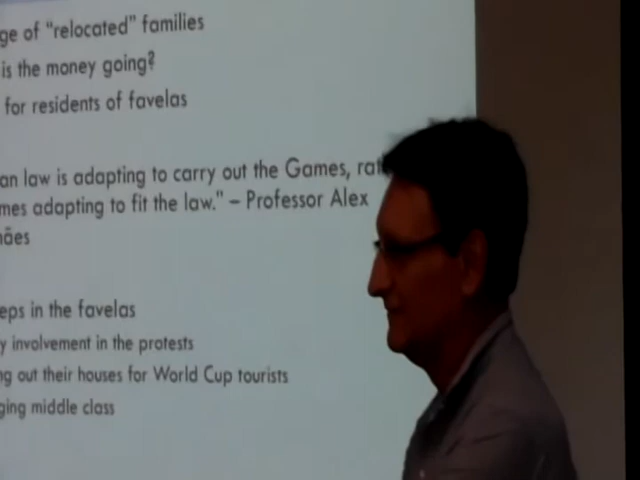 ge of “relocated” families
is the money going?
for residents of favelas
an law is adapting to carry out the Games, rat
mes adapting to fit the law.” – Professor Alex
ães
eps in the favelas
y involvement in the protests
ng out their houses for World Cup tourists
ging middle class